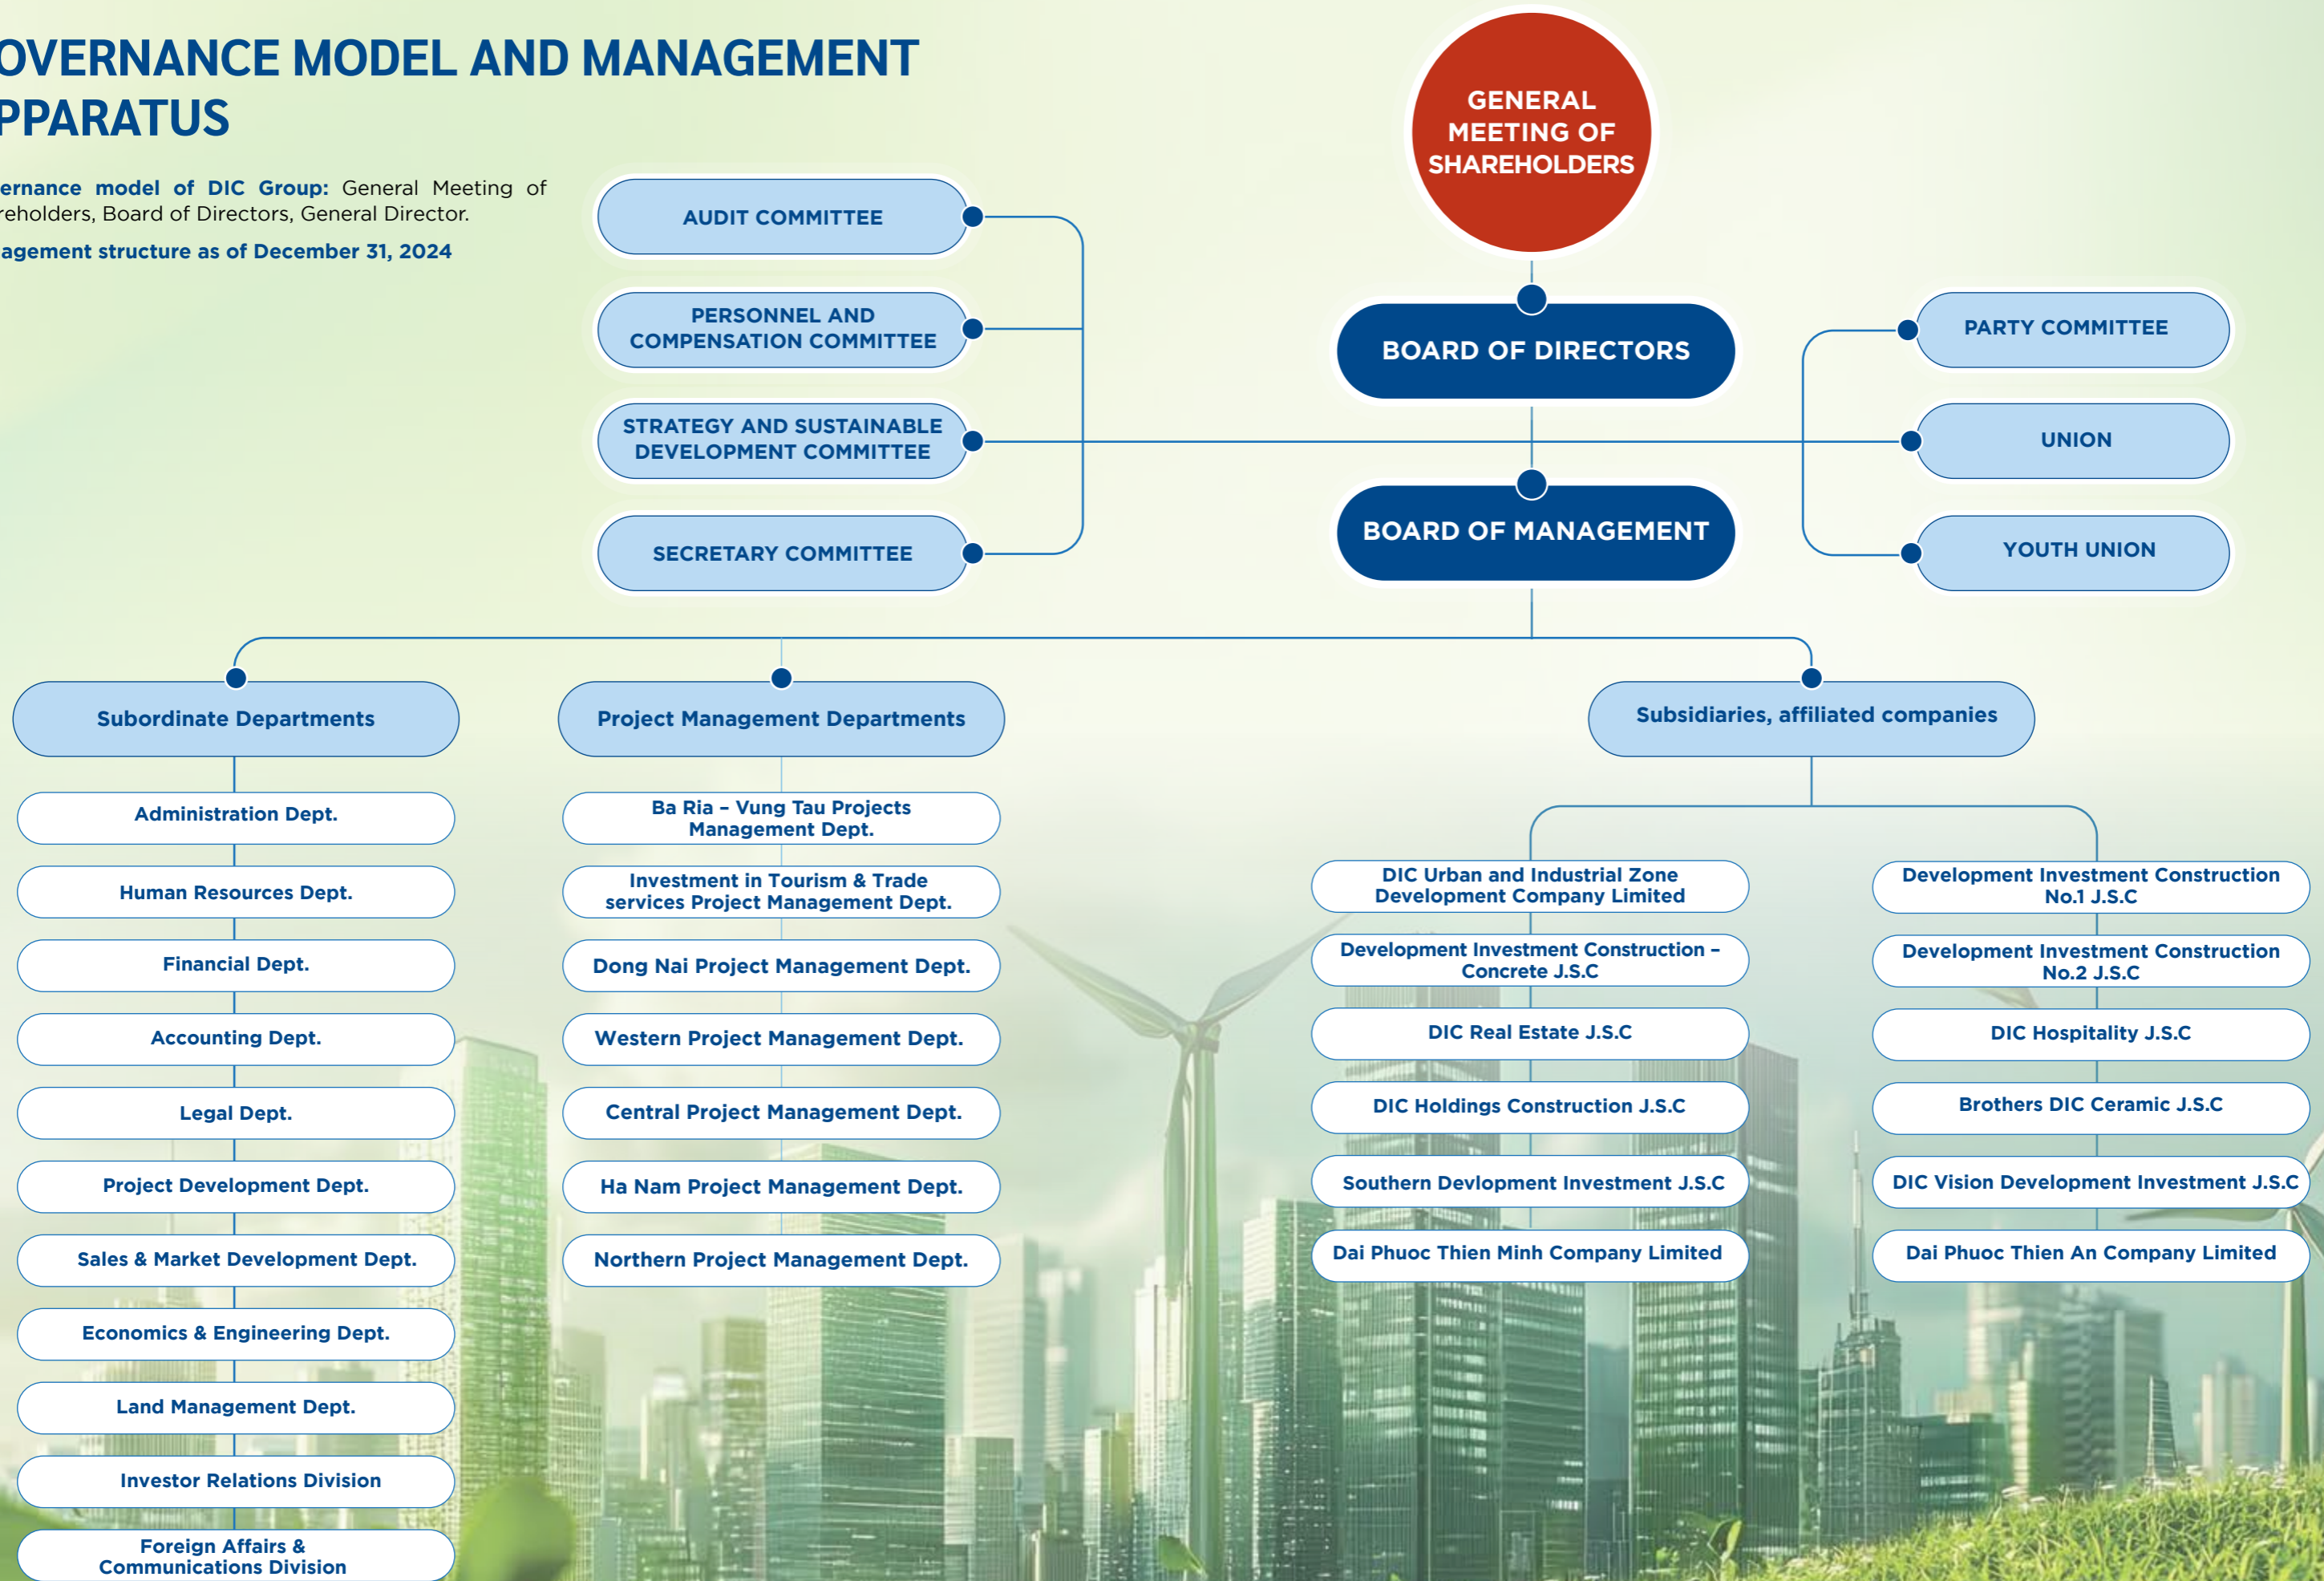 OVERNANCE MODEL AND MANAGEMENT
PPARATUS
ernance model of DIC Group: General Meeting of
reholders, Board of Directors, General Director.
agement structure as of December 31, 2024
GENERAL
MEETING OF
SHAREHOLDERS
AUDIT COMMITTEE
PERSONNEL AND
COMPENSATION COMMITTEE
STRATEGY AND SUSTAINABLE
DEVELOPMENT COMMITTEE
SECRETARY COMMITTEE
BOARD OF DIRECTORS
BOARD OF MANAGEMENT
PARTY COMMITTEE
UNION
YOUTH UNION
Subordinate Departments
Administration Dept.
Human Resources Dept.
Financial Dept.
Accounting Dept.
Legal Dept.
Project Development Dept.
Sales & Market Development Dept.
Economics & Engineering Dept.
Land Management Dept.
Investor Relations Division
Foreign Affairs &
Communications Division
Project Management Departments
Ba Ria – Vung Tau Projects
Management Dept.
Investment in Tourism & Trade
services Project Management Dept.
Dong Nai Project Management Dept.
Western Project Management Dept.
Central Project Management Dept.
Ha Nam Project Management Dept.
Northern Project Management Dept.
Subsidiaries, affiliated companies
DIC Urban and Industrial Zone
Development Company Limited
Development Investment Construction –
Concrete J.S.C
DIC Real Estate J.S.C
DIC Holdings Construction J.S.C
Southern Devlopment Investment J.S.C
Dai Phuoc Thien Minh Company Limited
Development Investment Construction
No.1 J.S.C
Development Investment Construction
No.2 J.S.C
DIC Hospitality J.S.C
Brothers DIC Ceramic J.S.C
DIC Vision Development Investment J.S.C
Dai Phuoc Thien An Company Limited